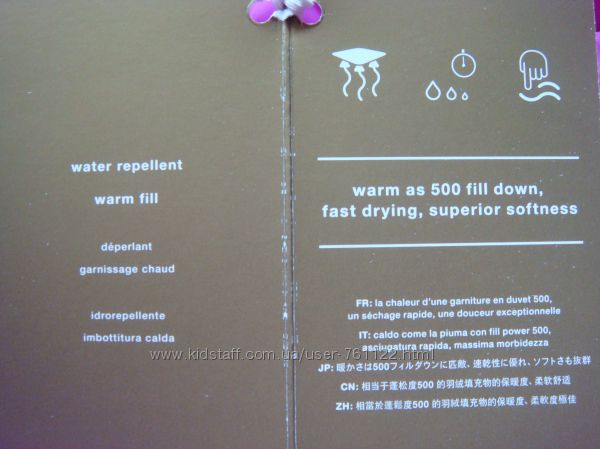 water repellent
warm fill
déperlant
garnissage chaud
idrorepellente
imbottitura calda
warm as 500 fill down,
fast drying, superior softness
FR: la chaleur d'une garniture en duvet 500,
un séchage rapide, une douceur exceptionnelle
IT: caldo come la piuma con fill power 500,
asciugatura rapida, massima morbidezza
JP: 暖かさは500フィルダウンに匹敵、速乾性に優れ、ソフトさも抜群
CN: 相当于蓬松度500 的羽绒填充物的保暖度、柔软舒适
ZH: 相當於蓬鬆度500 的羽絨填充物的保暖度、柔軟度極佳
www.kidstaff.com.ua/user-761122.html